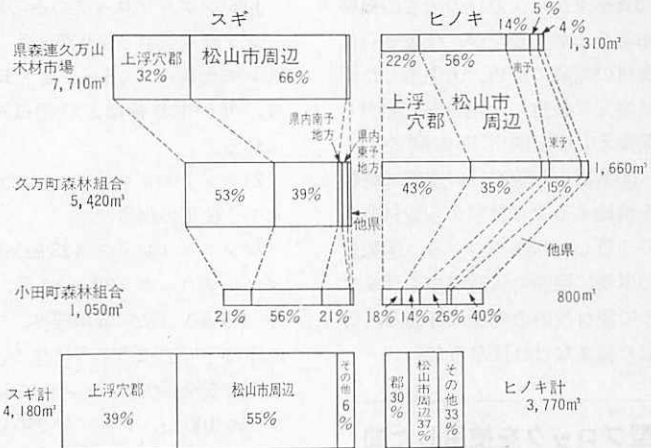 スギ
ヒノキ
県森連久万山
木材市場
7,710m³
上浮穴郡
32%
松山市周辺
66%
22%
56%
14%
5%
4%
南予
1,310m³
県内南予
地方
県内
東予
地方
上浮
穴郡
松山市
周辺
東予
久万町森林組合
5,420m³
53%
39%
他県
43%
35%
15%
1,660m³
他県
小田町森林組合
1,050m³
21%
56%
21%
18%
14%
26%
40%
800m³
スギ計
4,180m³
上浮穴郡
39%
松山市周辺
55%
その他
6%
郡
30%
松山市周辺
37%
その他
33%
ヒノキ計
3,770m³